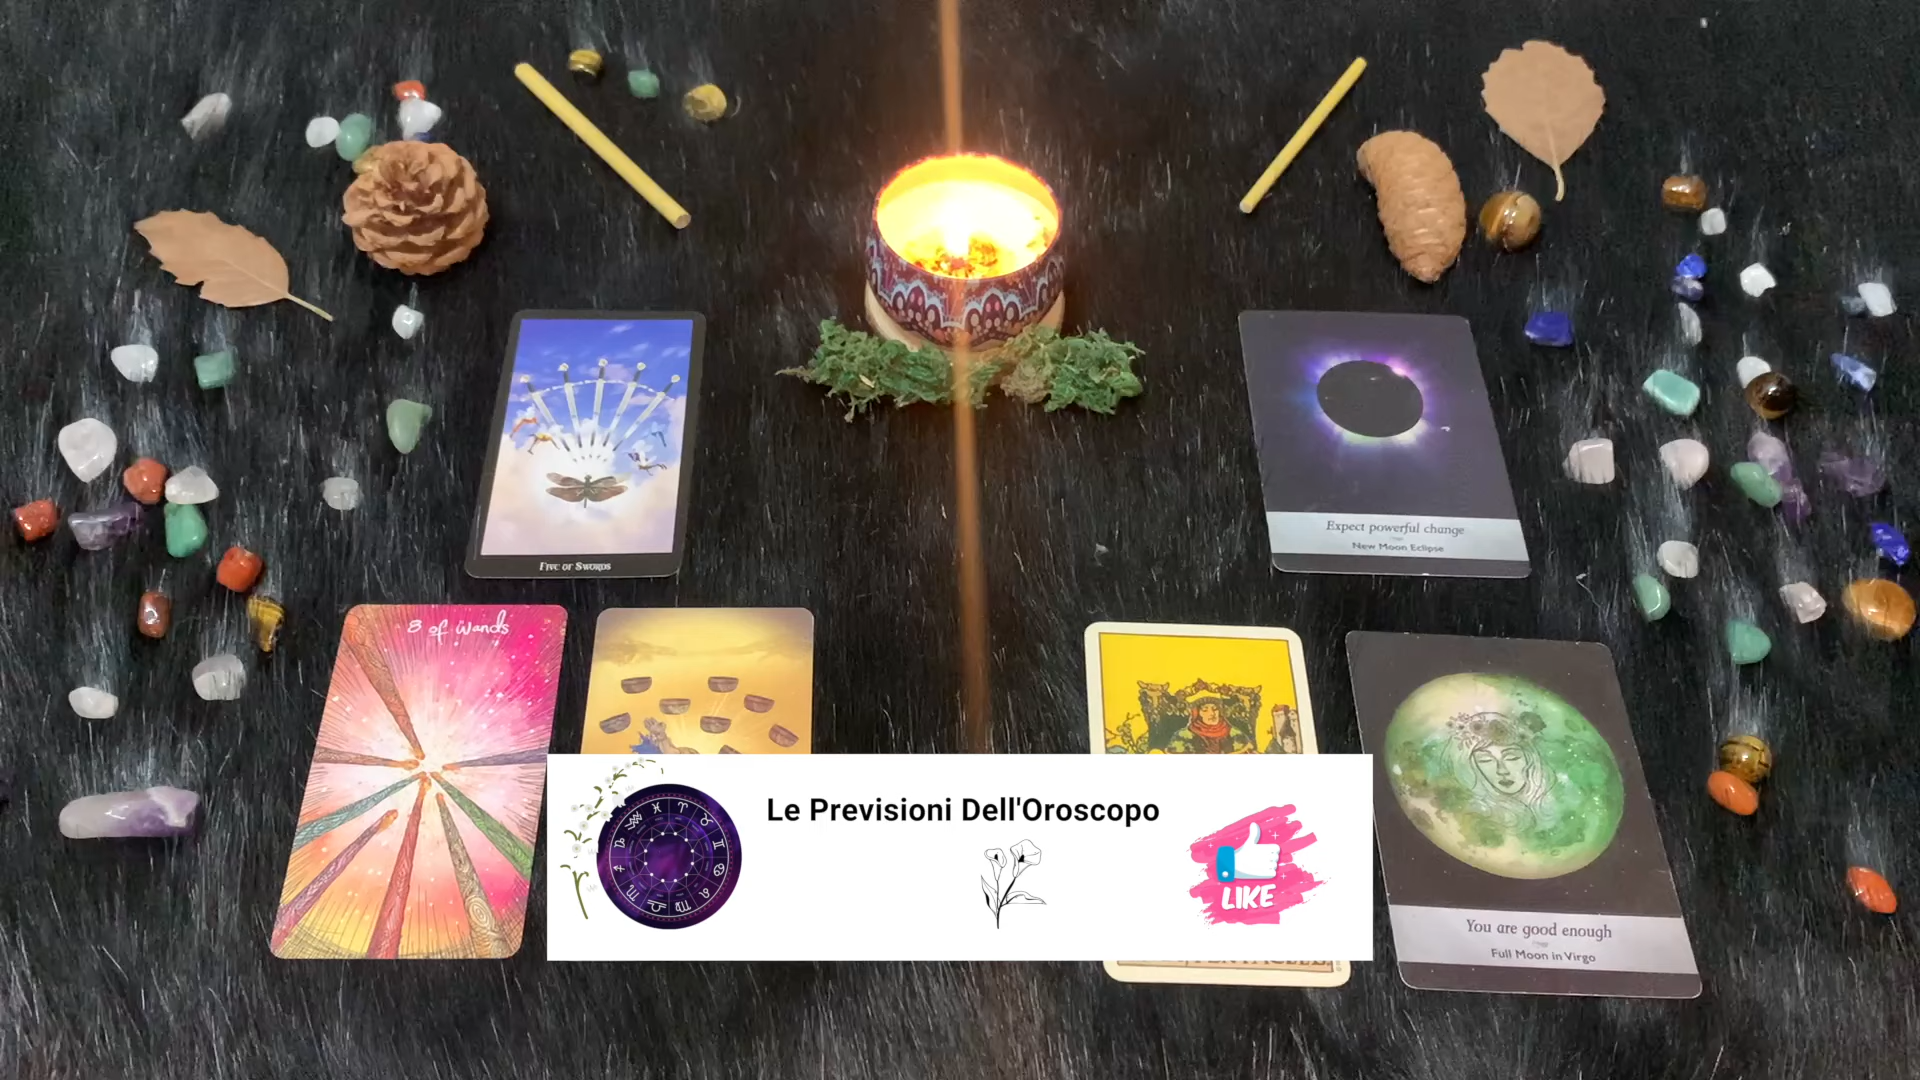 Five of Swords
Expect powerful change
New Moon Eclipse
8 of wands
Le Previsioni Dell'Oroscopo
LIKE
You are good enough
Full Moon in Virgo